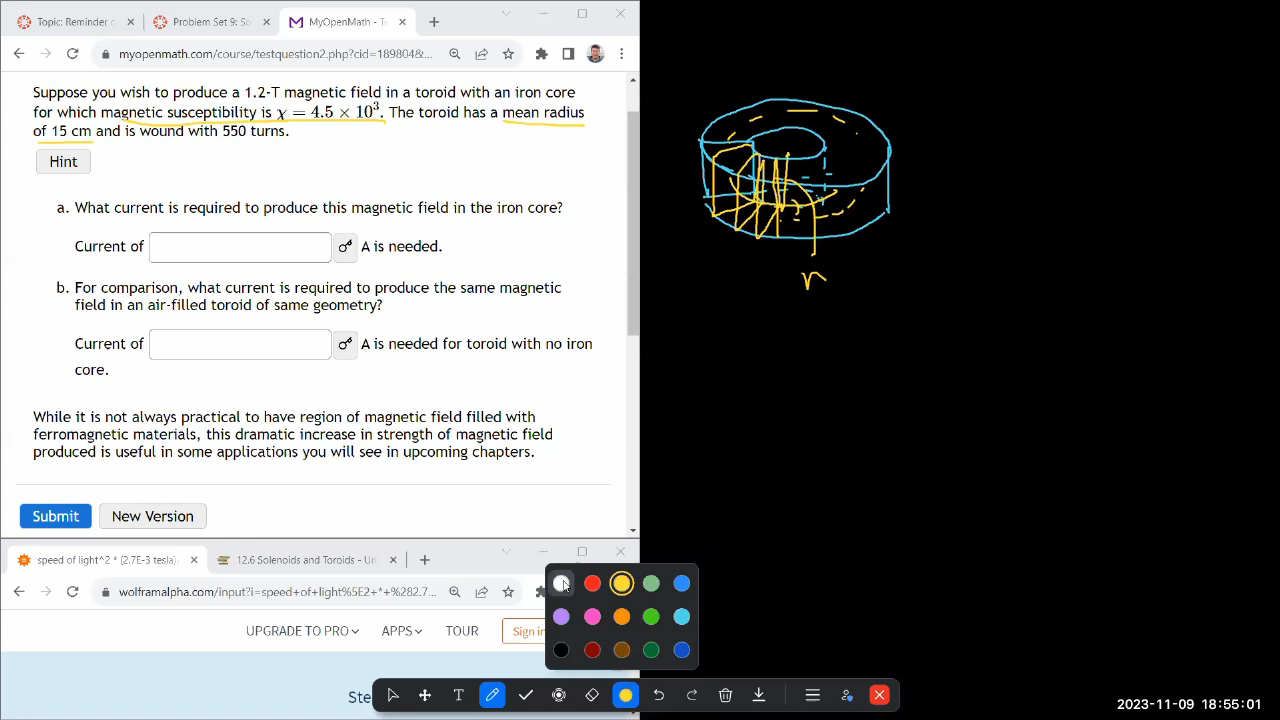 Topic: Reminder o
Problem Set 9: So
MyOpenMath - Te
myopenmath.com/course/testquestion2.php?cid=189804&...
Suppose you wish to produce a 1.2-T magnetic field in a toroid with an iron core
for which magnetic susceptibility is χ = 4.5 × 10³. The toroid has a mean radius
of 15 cm and is wound with 550 turns.
Hint
a. What current is required to produce this magnetic field in the iron core?
Current of A is needed.
b. For comparison, what current is required to produce the same magnetic
field in an air-filled toroid of same geometry?
Current of A is needed for toroid with no iron
core.
While it is not always practical to have region of magnetic field filled with
ferromagnetic materials, this dramatic increase in strength of magnetic field
produced is useful in some applications you will see in upcoming chapters.
Submit New Version
r
speed of light^2 * (2.7E-3 tesla)
12.6 Solenoids and Toroids - Un
wolframalpha.com/input?i=speed+of+light%5E2+*+%282.7...
UPGRADE TO PRO APPS TOUR Sign in
Ste
T
2023-11-09 18:55:01